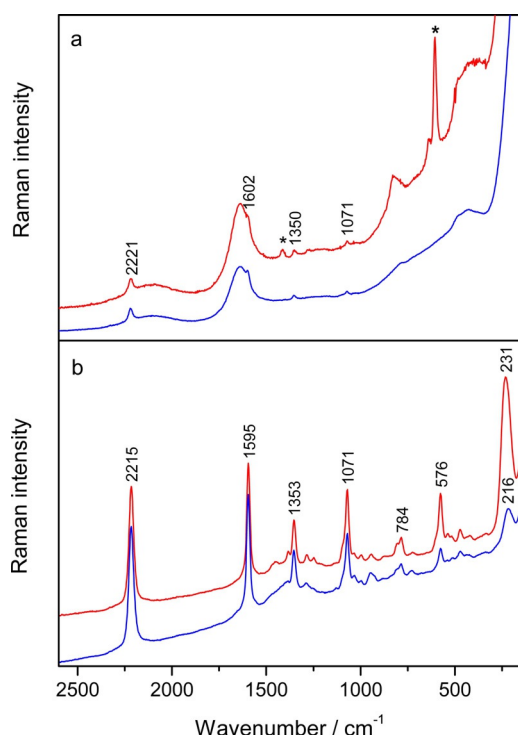 a
*
Raman intensity
2221
1602
*
1350
1071
b
231
Raman intensity
2215
1595
1353
1071
784
576
216
2500 2000 1500 1000 500
Wavenumber / cm-1